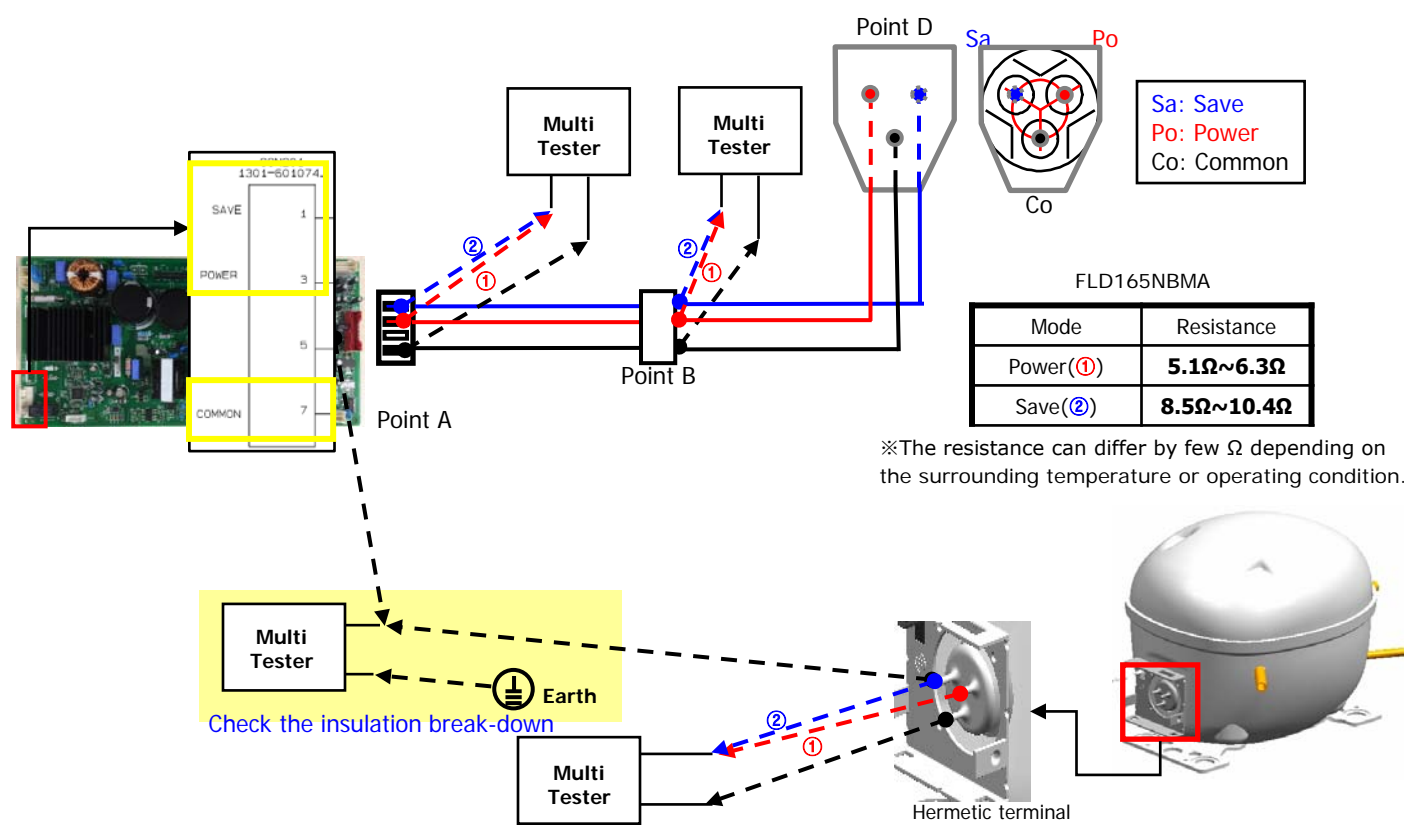 Point D
Sa
Po
Multi
Tester
Multi
Tester
Sa: Save
Po: Power
Co: Common
1301-601074
SAVE
1
POWER
3
5
COMMON
7
②
①
②
①
Co
Point A
Point B
FLD165NBMA
Mode
Resistance
Power(①)
5.1Ω~6.3Ω
Save(②)
8.5Ω~10.4Ω
※The resistance can differ by few Ω depending on
the surrounding temperature or operating condition.
Multi
Tester
Earth
Check the insulation break-down
②
①
Multi
Tester
Hermetic terminal